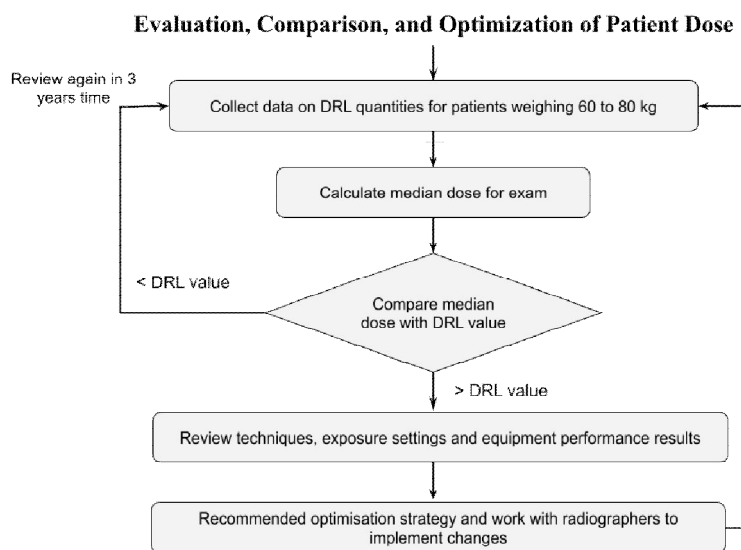 Evaluation, Comparison, and Optimization of Patient Dose
Review again in 3
years time
Collect data on DRL quantities for patients weighing 60 to 80 kg
Calculate median dose for exam
< DRL value
Compare median
dose with DRL value
> DRL value
Review techniques, exposure settings and equipment performance results
Recommended optimisation strategy and work with radiographers to
implement changes